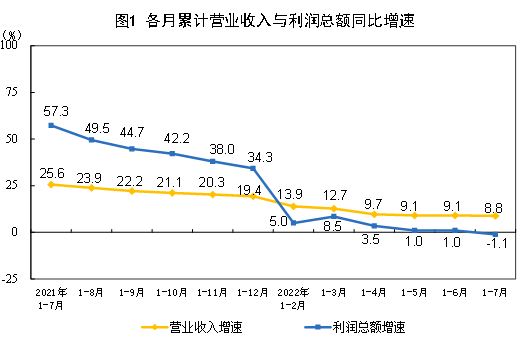 图1 各月累计营业收入与利润总额同比增速
(%)
100
75
50
25
0
-25
57.3 49.5 44.7 42.2 38.0 34.3 5.0 8.5 3.5 1.0 1.0 -1.1
25.6 23.9 22.2 21.1 20.3 19.4 13.9 12.7 9.7 9.1 9.1 8.8
2021年 1-8月 1-9月 1-10月 1-11月 1-12月 2022年 1-3月 1-4月 1-5月 1-6月 1-7月
1-7月 1-2月
营业收入增速 利润总额增速